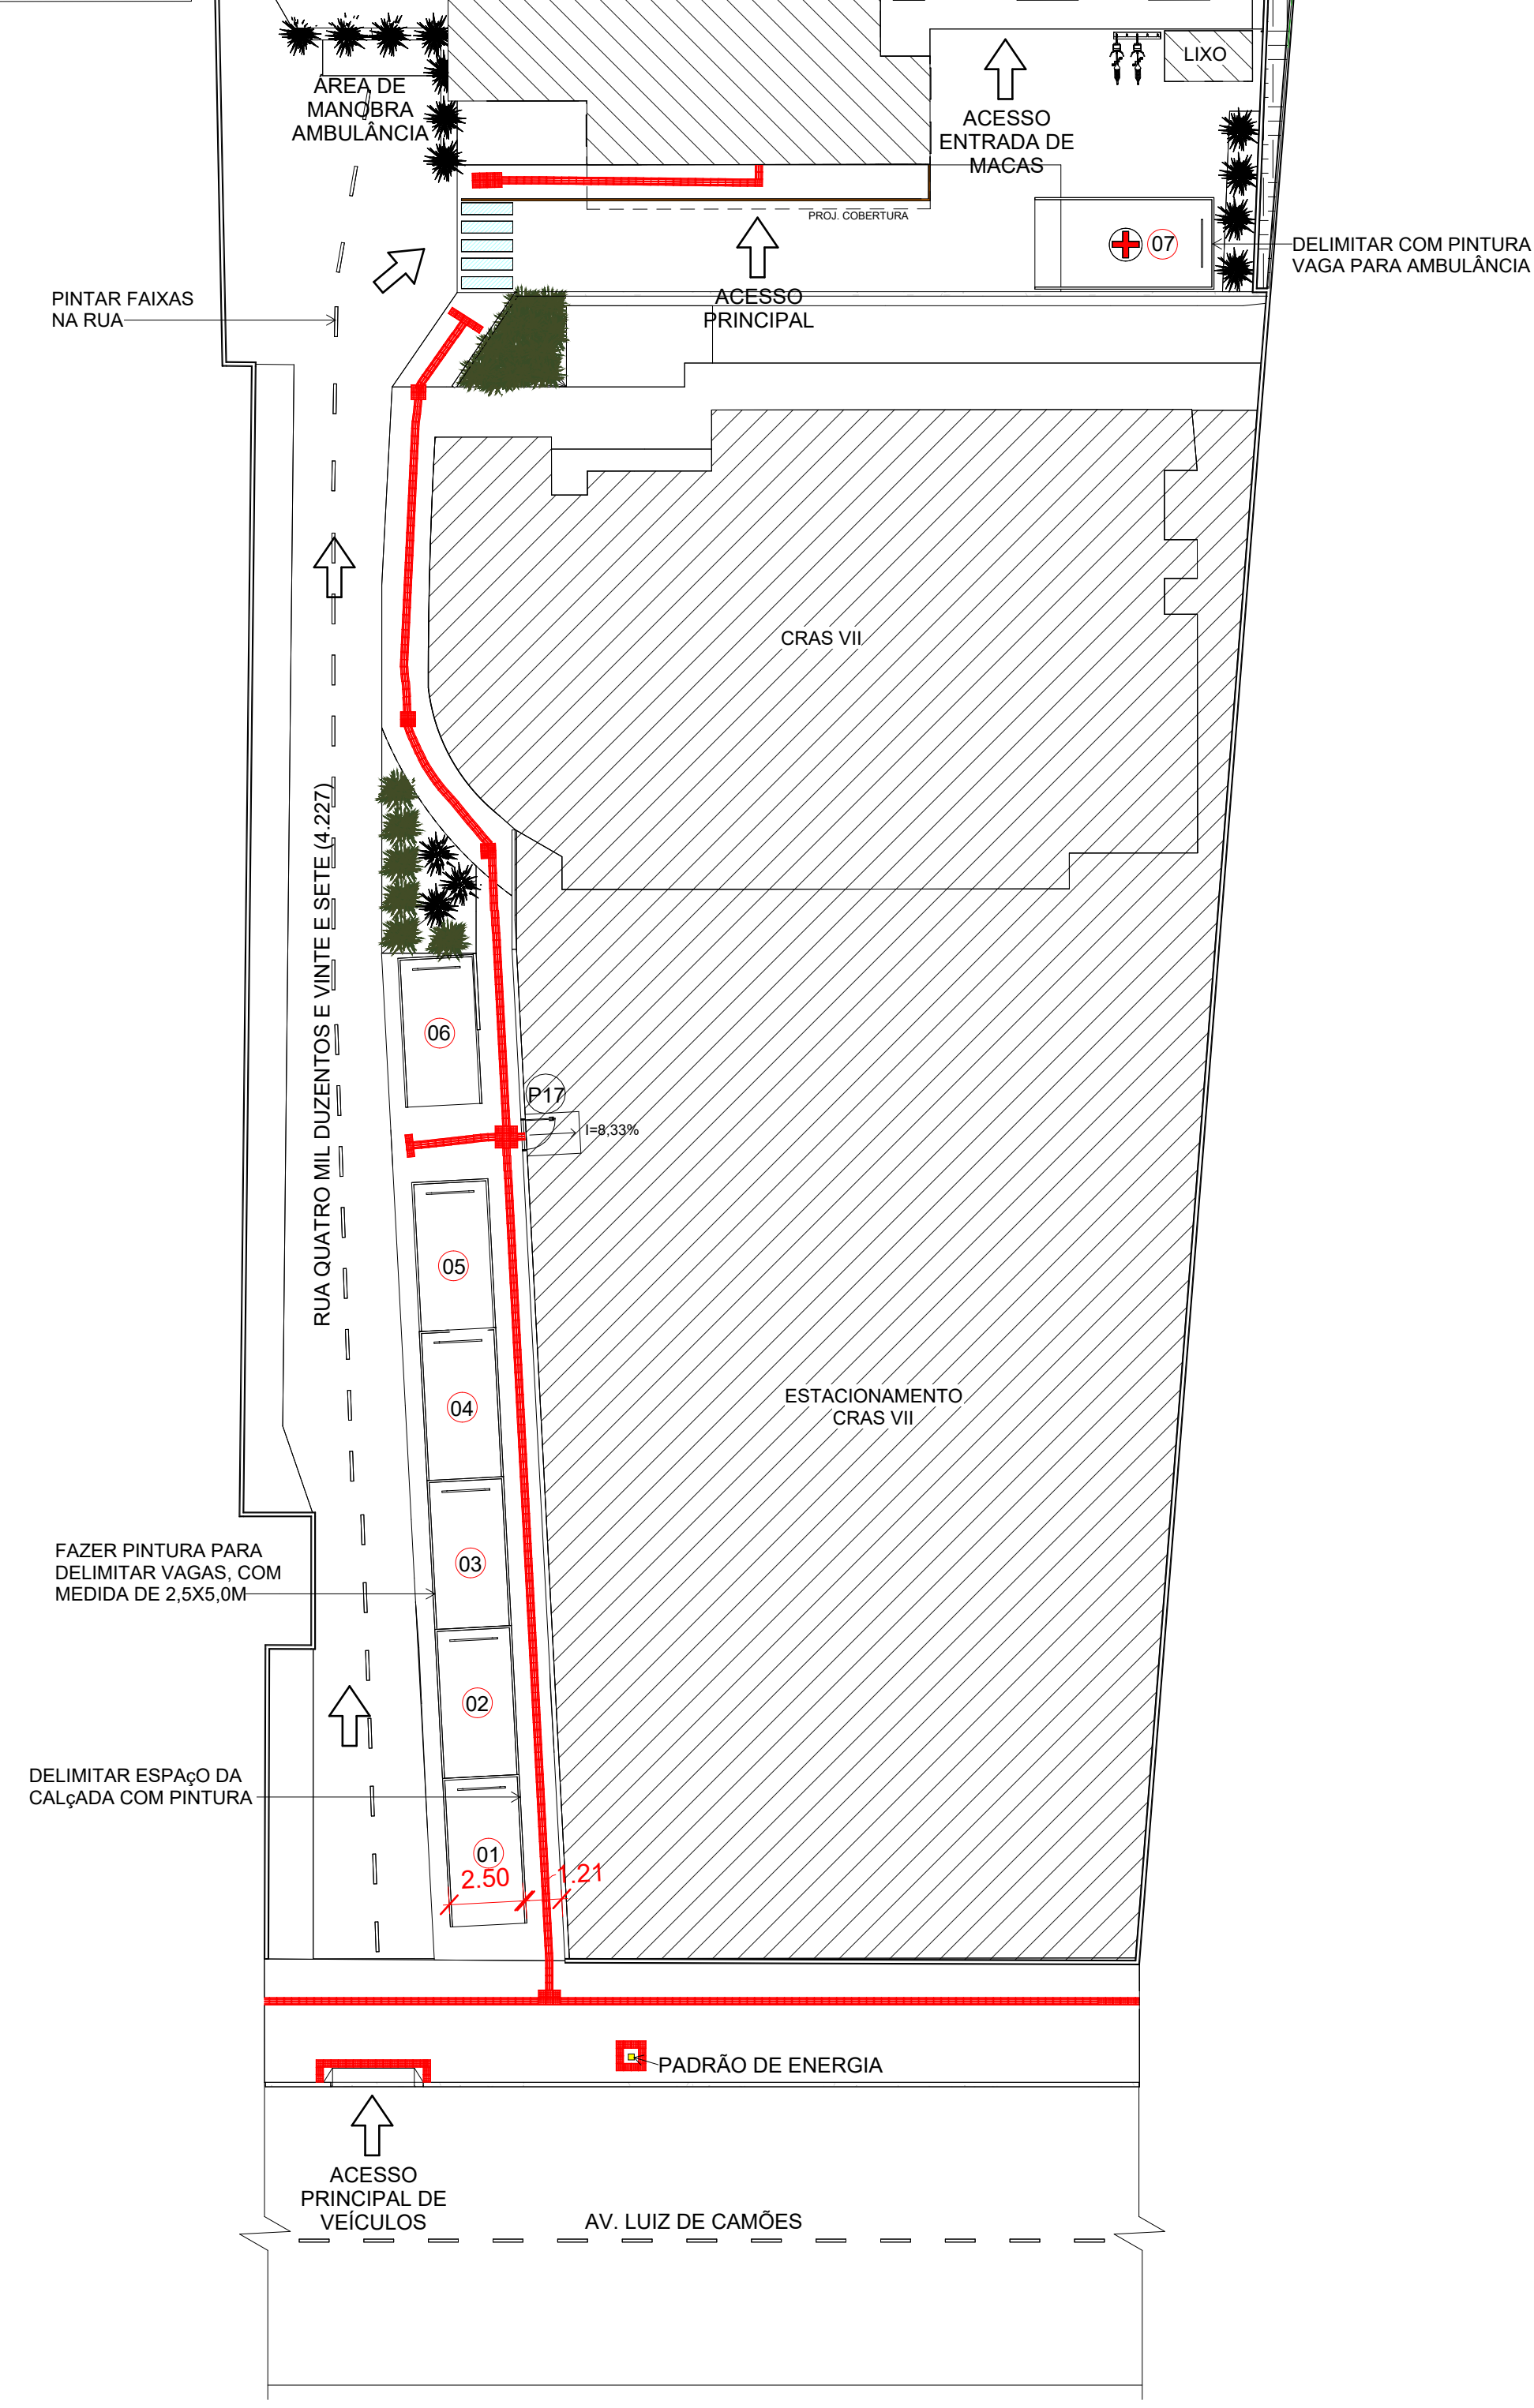 LIXO
ÁREA DE
MANOBRA
AMBULÂNCIA
ACESSO
ENTRADA DE
MACAS
PROJ. COBERTURA
07
DELIMITAR COM PINTURA
VAGA PARA AMBULÂNCIA
PINTAR FAIXAS
NA RUA
ACESSO
PRINCIPAL
CRAS VII
RUA QUATRO MIL DUZENTOS E VINTE E SETE (4.227)
06
P17
I=8,33%
05
04
ESTACIONAMENTO
CRAS VII
03
FAZER PINTURA PARA
DELIMITAR VAGAS, COM
MEDIDA DE 2,5X5,0M
02
DELIMITAR ESPAçO DA
CALçADA COM PINTURA
01
2.50
1.21
PADRÃO DE ENERGIA
ACESSO
PRINCIPAL DE
VEÍCULOS
AV. LUIZ DE CAMÕES